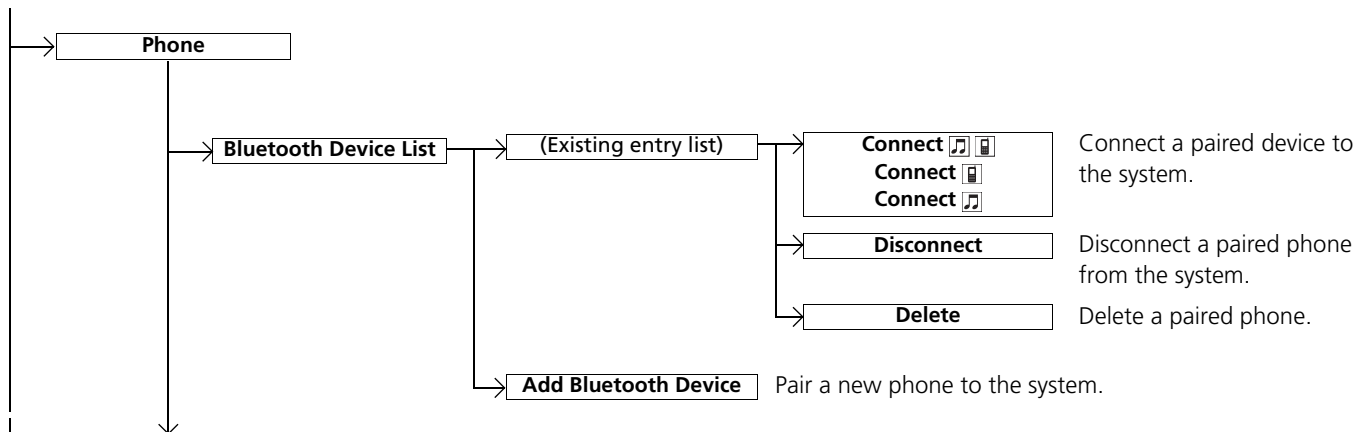 Phone
Bluetooth Device List
(Existing entry list)
Connect
Connect
Connect
Connect a paired device to
the system.
Disconnect
Disconnect a paired phone
from the system.
Delete
Delete a paired phone.
Add Bluetooth Device
Pair a new phone to the system.